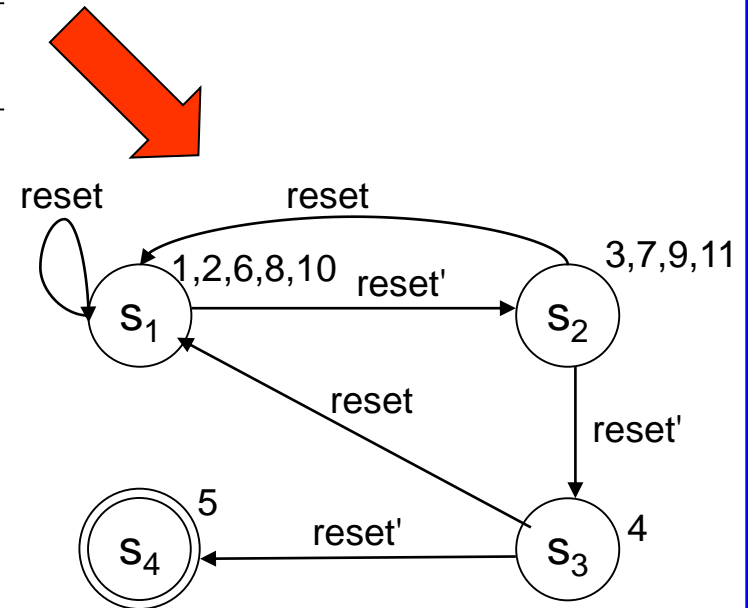 reset
reset
1,2,6,8,10
reset'
3,7,9,11
s₁
s₂
reset
reset'
5
reset'
4
s₄
s₃